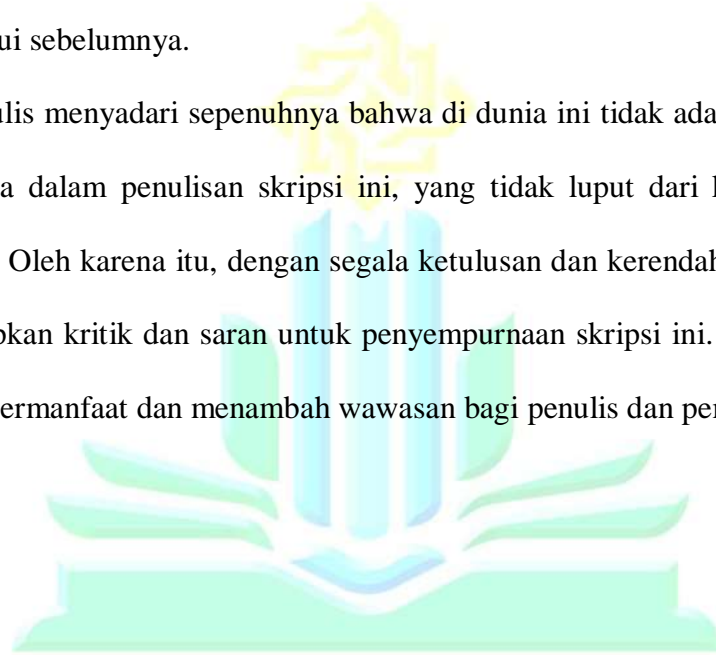 ui sebelumnya.
ulis menyadari sepenuhnya bahwa di dunia ini tidak ada
a dalam penulisan skripsi ini, yang tidak luput dari
Oleh karena itu, dengan segala ketulusan dan kerendah
pkan kritik dan saran untuk penyempurnaan skripsi ini.
ermanfaat dan menambah wawasan bagi penulis dan per